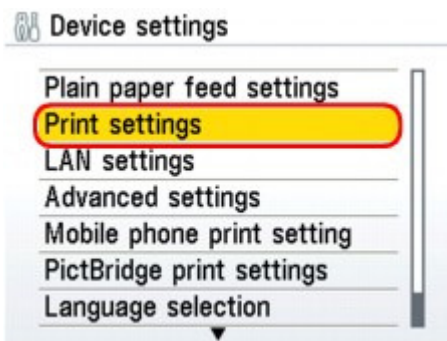 Device settings
Plain paper feed settings
Print settings
LAN settings
Advanced settings
Mobile phone print setting
PictBridge print settings
Language selection